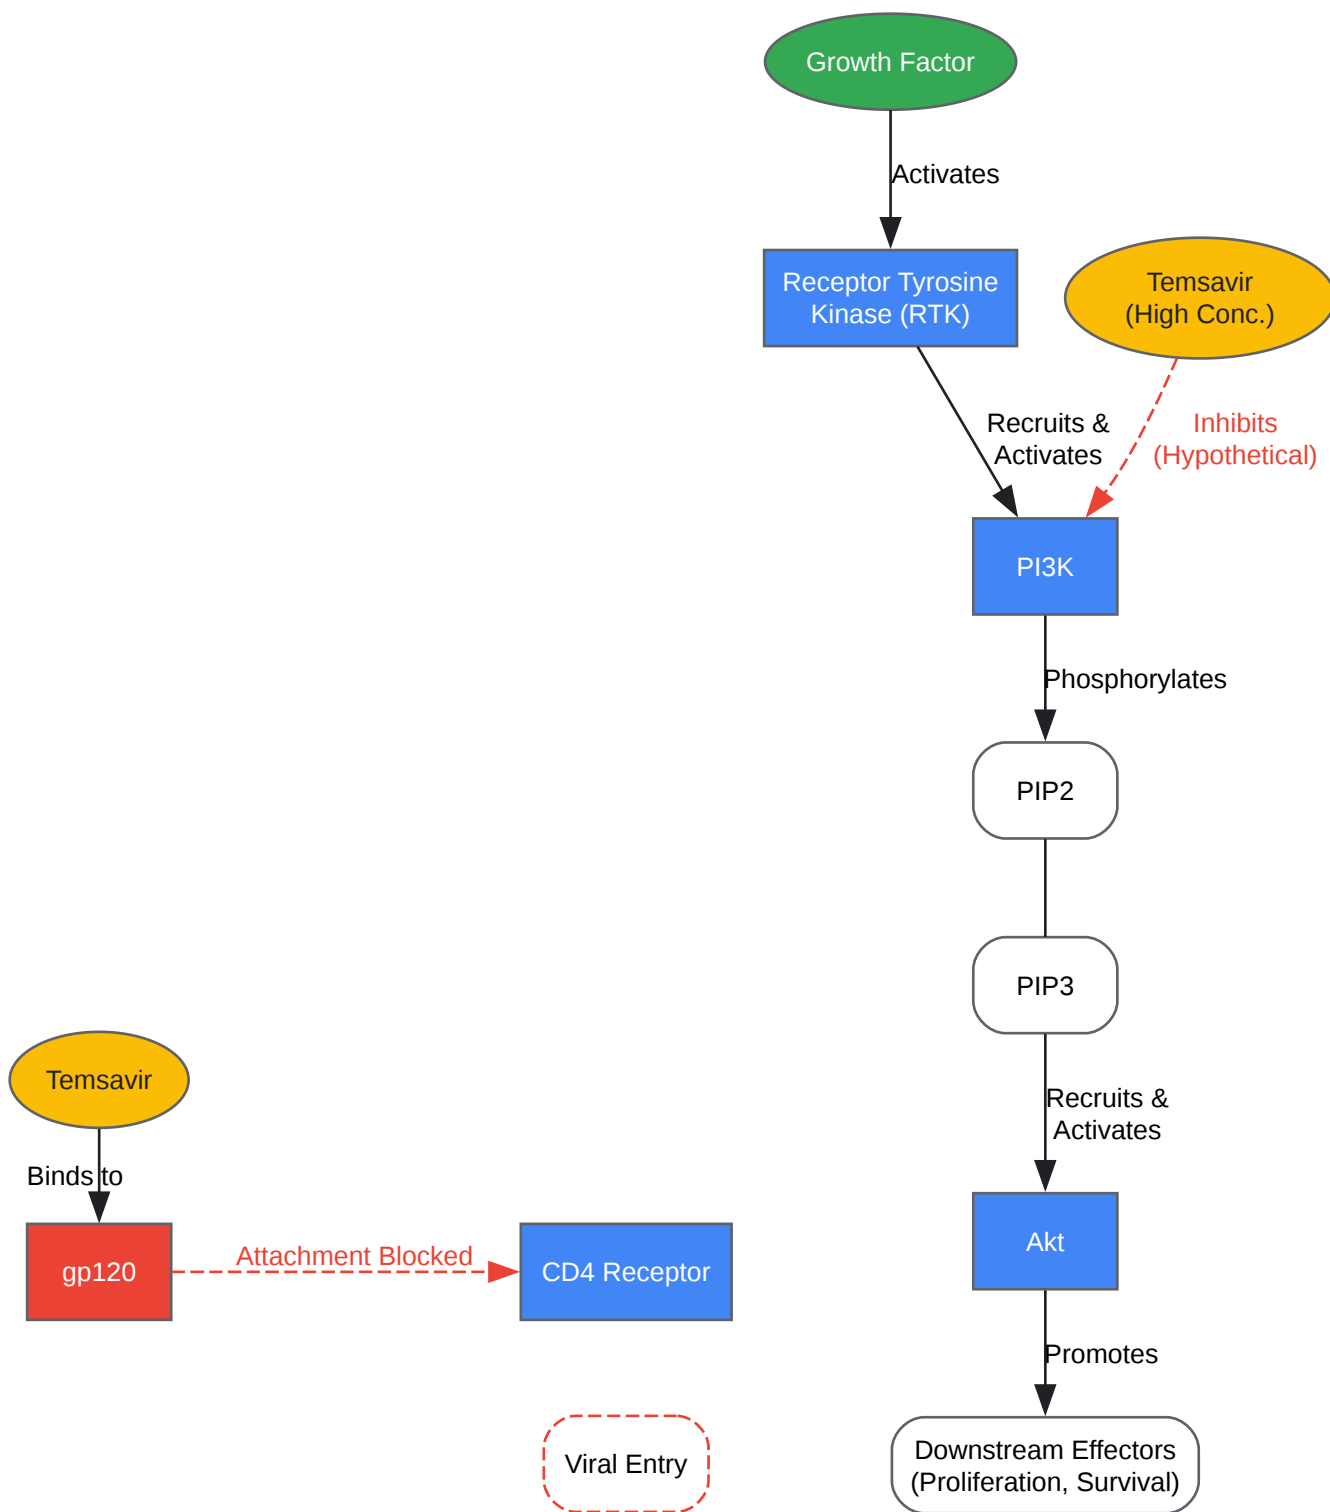 Growth Factor
Activates
Receptor Tyrosine
Kinase (RTK)
Temsavir
(High Conc.)
Recruits &
Activates
Inhibits
(Hypothetical)
PI3K
Phosphorylates
PIP2
PIP3
Temsavir
Recruits &
Activates
Binds to
gp120
Attachment Blocked
CD4 Receptor
Akt
Promotes
Viral Entry
Downstream Effectors
(Proliferation, Survival)